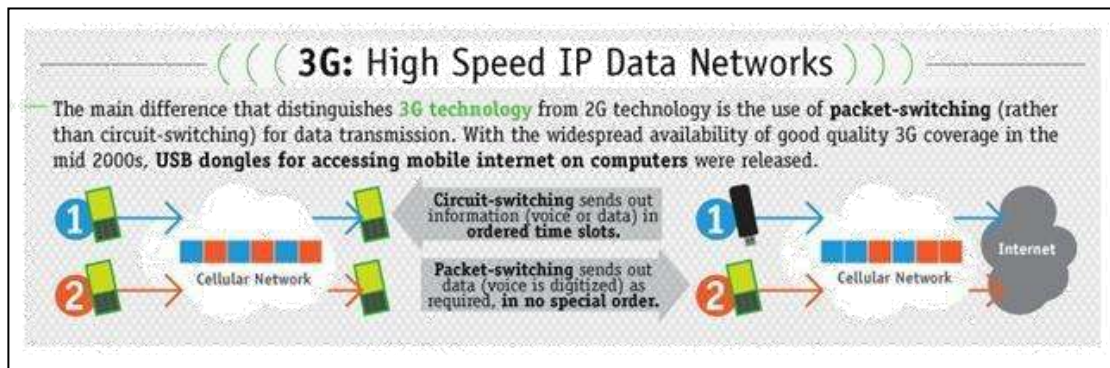 3G: High Speed IP Data Networks
The main difference that distinguishes 3G technology from 2G technology is the use of packet-switching (rather
than circuit-switching) for data transmission. With the widespread availability of good quality 3G coverage in the
mid 2000s, USB dongles for accessing mobile internet on computers were released.
1
2
Cellular Network
Circuit-switching sends out
information (voice or data) in
ordered time slots.
Packet-switching sends out
data (voice is digitized) as
required, in no special order.
1
2
Cellular Network
Internet